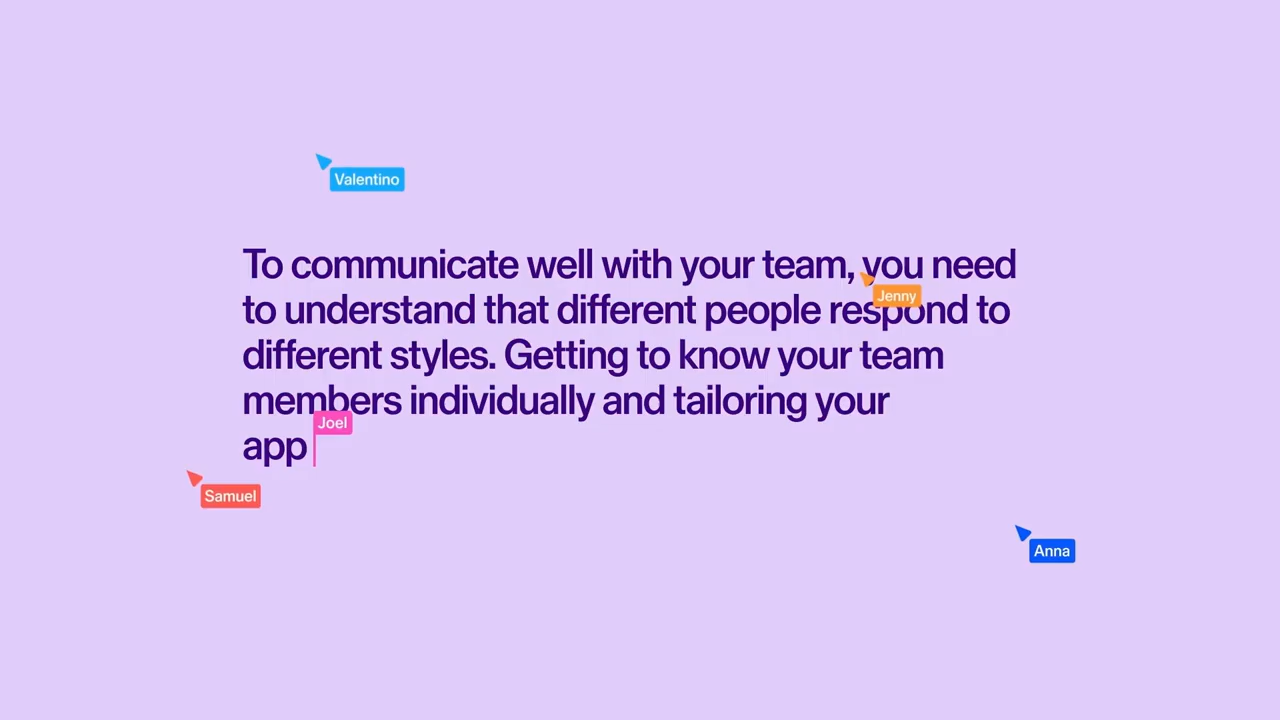 Valentino
To communicate well with your team, you need
Jenny
to understand that different people respond to
different styles. Getting to know your team
members individually and tailoring your
Joel
app
Samuel
Anna